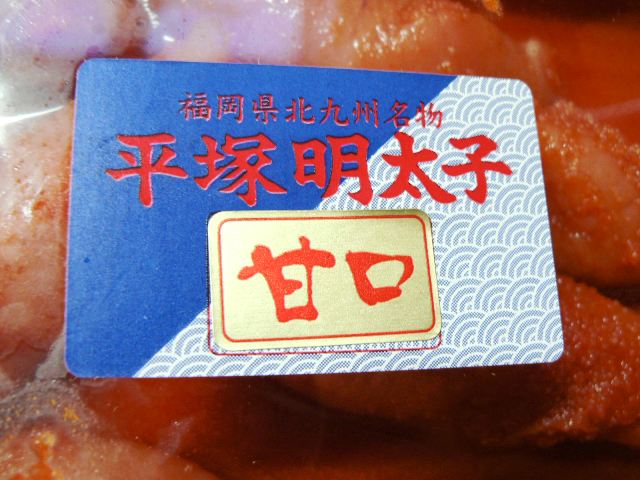 福岡県北九州名物
平塚明太子
甘口